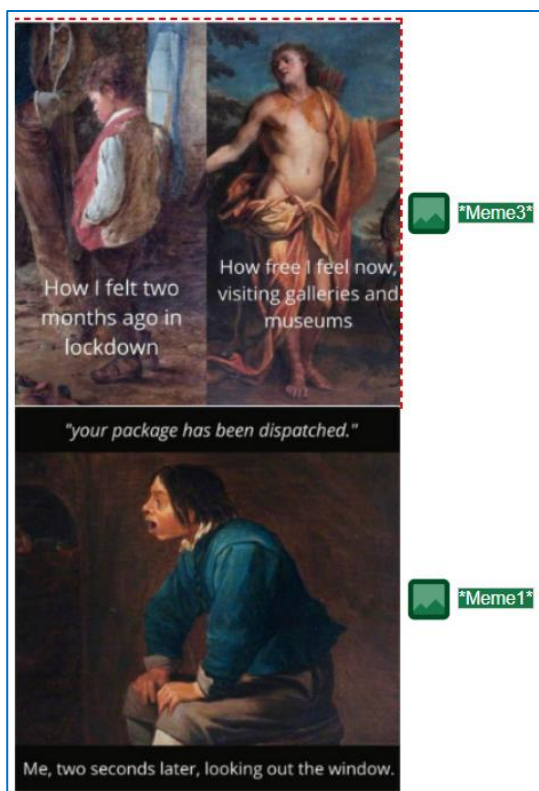 How I felt two
months ago in
lockdown
How free I feel now,
visiting galleries and
museums
*Meme3*
"your package has been dispatched."
Me, two seconds later, looking out the window.
*Meme1*